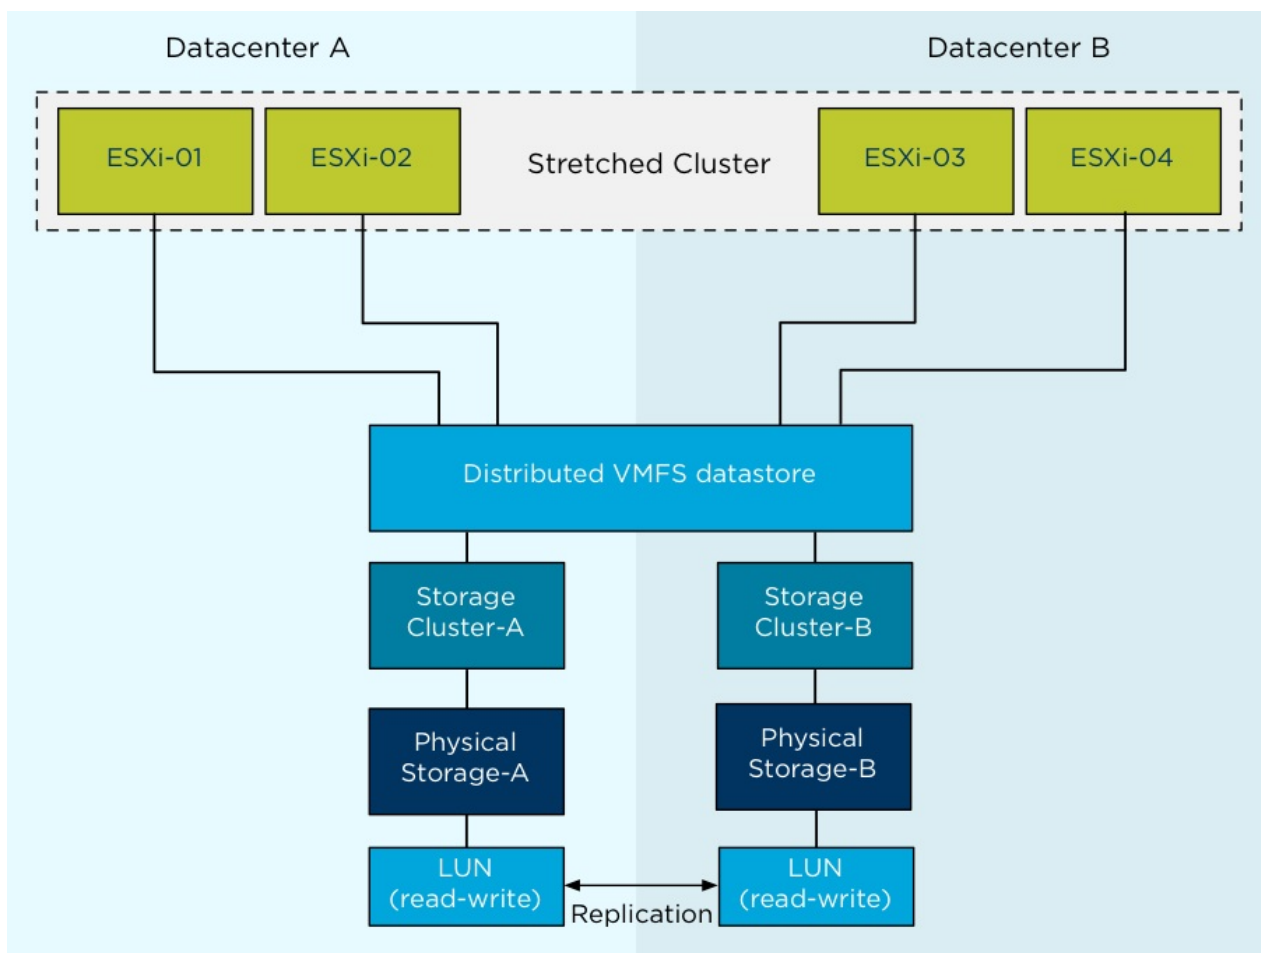 Datacenter A
Datacenter B
ESXi-01
ESXi-02
Stretched Cluster
ESXi-03
ESXi-04
Distributed VMFS datastore
Storage
Cluster-A
Storage
Cluster-B
Physical
Storage-A
Physical
Storage-B
LUN
(read-write)
Replication
LUN
(read-write)